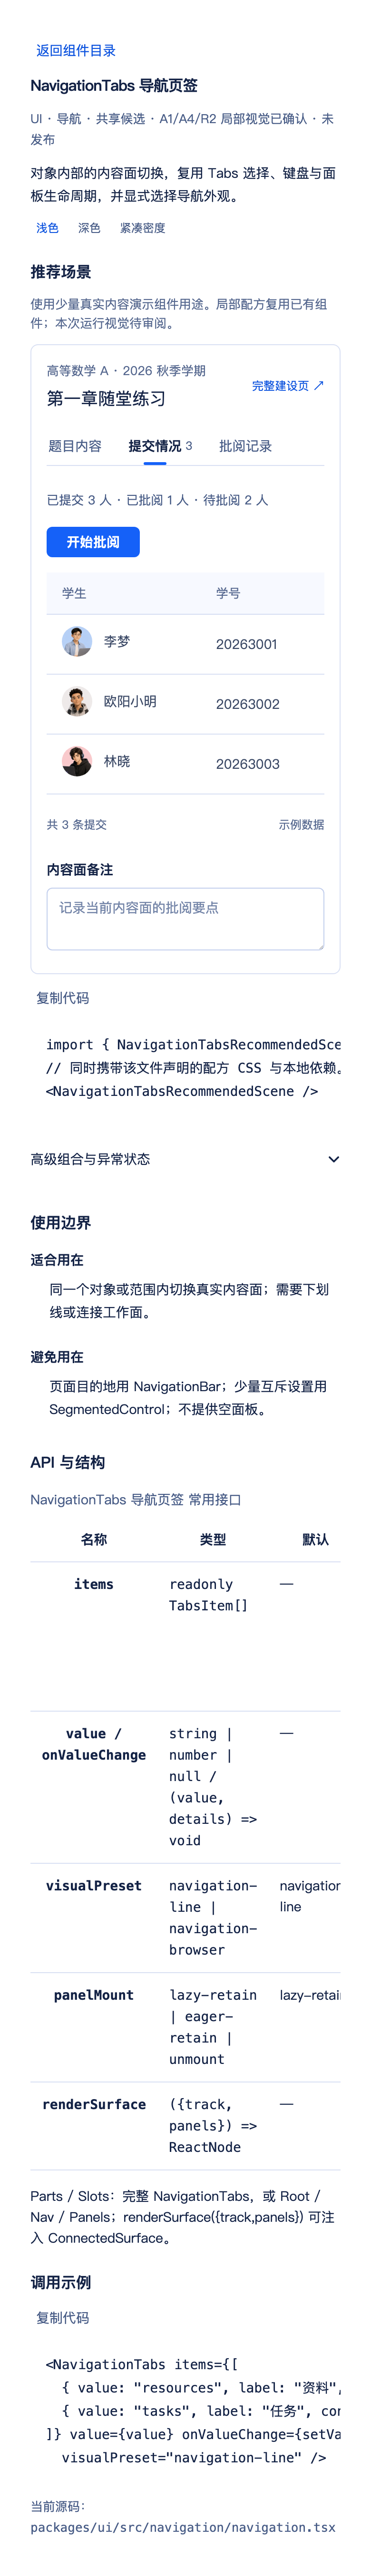 返回组件目录
NavigationTabs 导航页签
UI · 导航 · 共享候选 · A1/A4/R2 局部视觉已确认 · 未
发布
对象内部的内容面切换，复用 Tabs 选择、键盘与面
板生命周期，并显式选择导航外观。
浅色 深色 紧凑密度
推荐场景
使用少量真实内容演示组件用途。局部配方复用已有组
件；本次运行视觉待审阅。
高等数学 A · 2026 秋季学期
完整建设页 ↗
第一章随堂练习
题目内容 提交情况 3 批阅记录
已提交 3 人 · 已批阅 1 人 · 待批阅 2 人
开始批阅
学生 学号
李梦 20263001
欧阳小明 20263002
林晓 20263003
共 3 条提交 示例数据
内容面备注
记录当前内容面的批阅要点
复制代码
import { NavigationTabsRecommendedSce
// 同时携带该文件声明的配方 CSS 与本地依赖。
<NavigationTabsRecommendedScene />
高级组合与异常状态
使用边界
适合用在
同一个对象或范围内切换真实内容面；需要下划
线或连接工作面。
避免用在
页面目的地用 NavigationBar；少量互斥设置用
SegmentedControl；不提供空面板。
API 与结构
NavigationTabs 导航页签 常用接口
名称 类型 默认
items readonly —
TabsItem[]
value / string | —
onValueChange number |
null /
(value,
details) =>
void
visualPreset navigation- navigation
line | line
navigation-
browser
panelMount lazy-retain lazy-retai
| eager-
retain |
unmount
renderSurface ({track, —
panels}) =>
ReactNode
Parts / Slots：完整 NavigationTabs，或 Root /
Nav / Panels；renderSurface({track,panels}) 可注
入 ConnectedSurface。
调用示例
复制代码
<NavigationTabs items={[
{ value: "resources", label: "资料",
{ value: "tasks", label: "任务", con
]} value={value} onValueChange={setVa
visualPreset="navigation-line" />
当前源码：
packages/ui/src/navigation/navigation.tsx